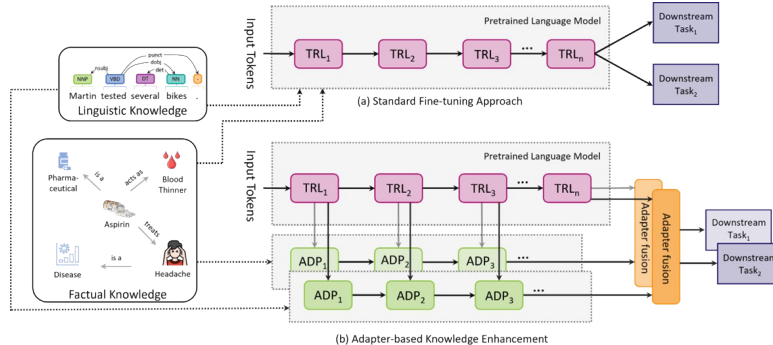 Pretrained Language Model
Input Tokens
TRL1
TRL2
TRL3
...
TRLn
Downstream
Task1
Downstream
Task2
(a) Standard Fine-tuning Approach
punct
dobj
nsubj
det
NNP
VBD
DT
NN
.
Martin tested several bikes .
Linguistic Knowledge
Pharma-
ceutical
is a
acts as
Blood
Thinner
Aspirin
treats
Disease
is a
Headache
Factual Knowledge
Input Tokens
Pretrained Language Model
TRL1
TRL2
TRL3
...
TRLn
ADP1
ADP2
ADP3
...
ADP1
ADP2
ADP3
...
Adapter fusion
Adapter fusion
Downstream
Task1
Downstream
(b) Adapter-based Knowledge Enhancement